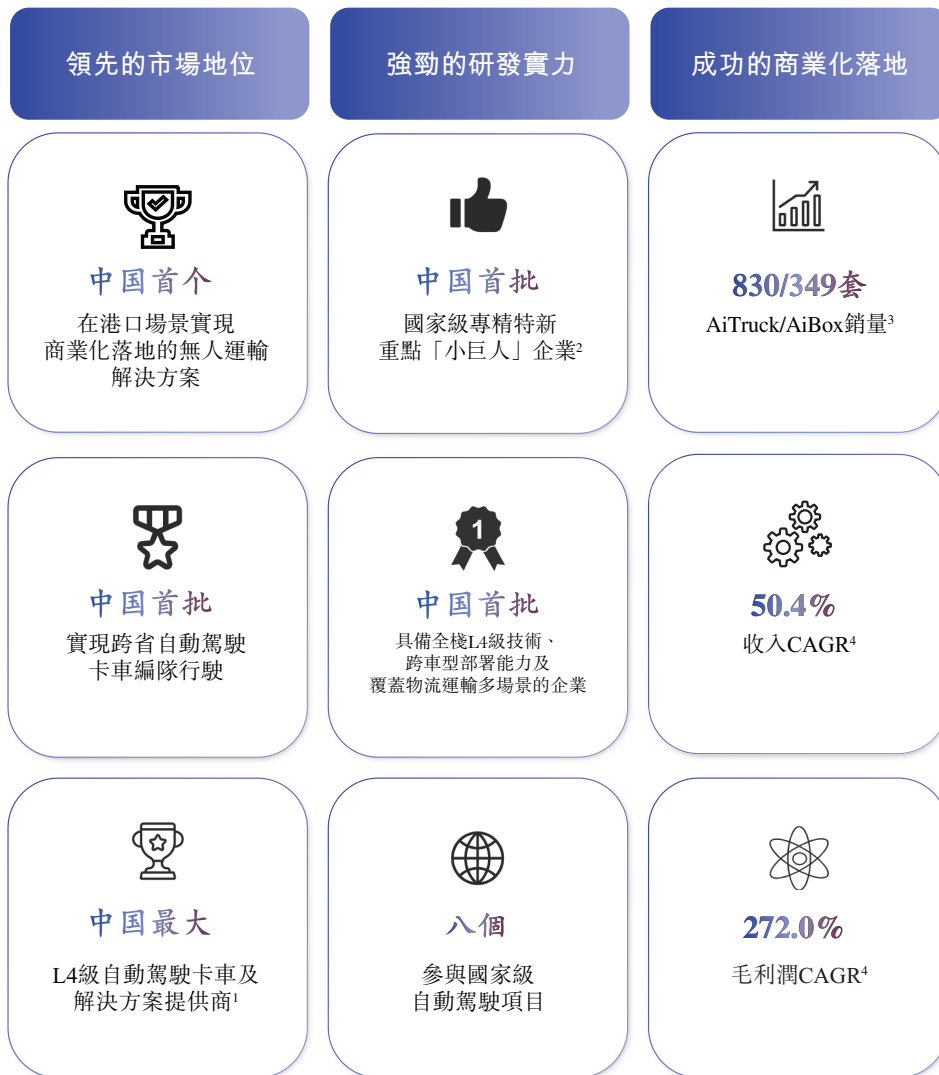 領先的市場地位
強勁的研發實力
成功的商業化落地
中国首个
在港口場景實現
商業化落地的無人運輸
解決方案
中国首批
國家級專精特新
重點「小巨人」企業²
830/349套
AiTruck/AiBox銷量³
中国首批
實現跨省自動駕駛
卡車編隊行駛
1
中国首批
具備全棧L4級技術、
跨車型部署能力及
覆蓋物流運輸多場景的企業
50.4%
收入CAGR⁴
中国最大
L4級自動駕駛卡車及
解決方案提供商¹
八個
參與國家級
自動駕駛項目
272.0%
毛利潤CAGR⁴